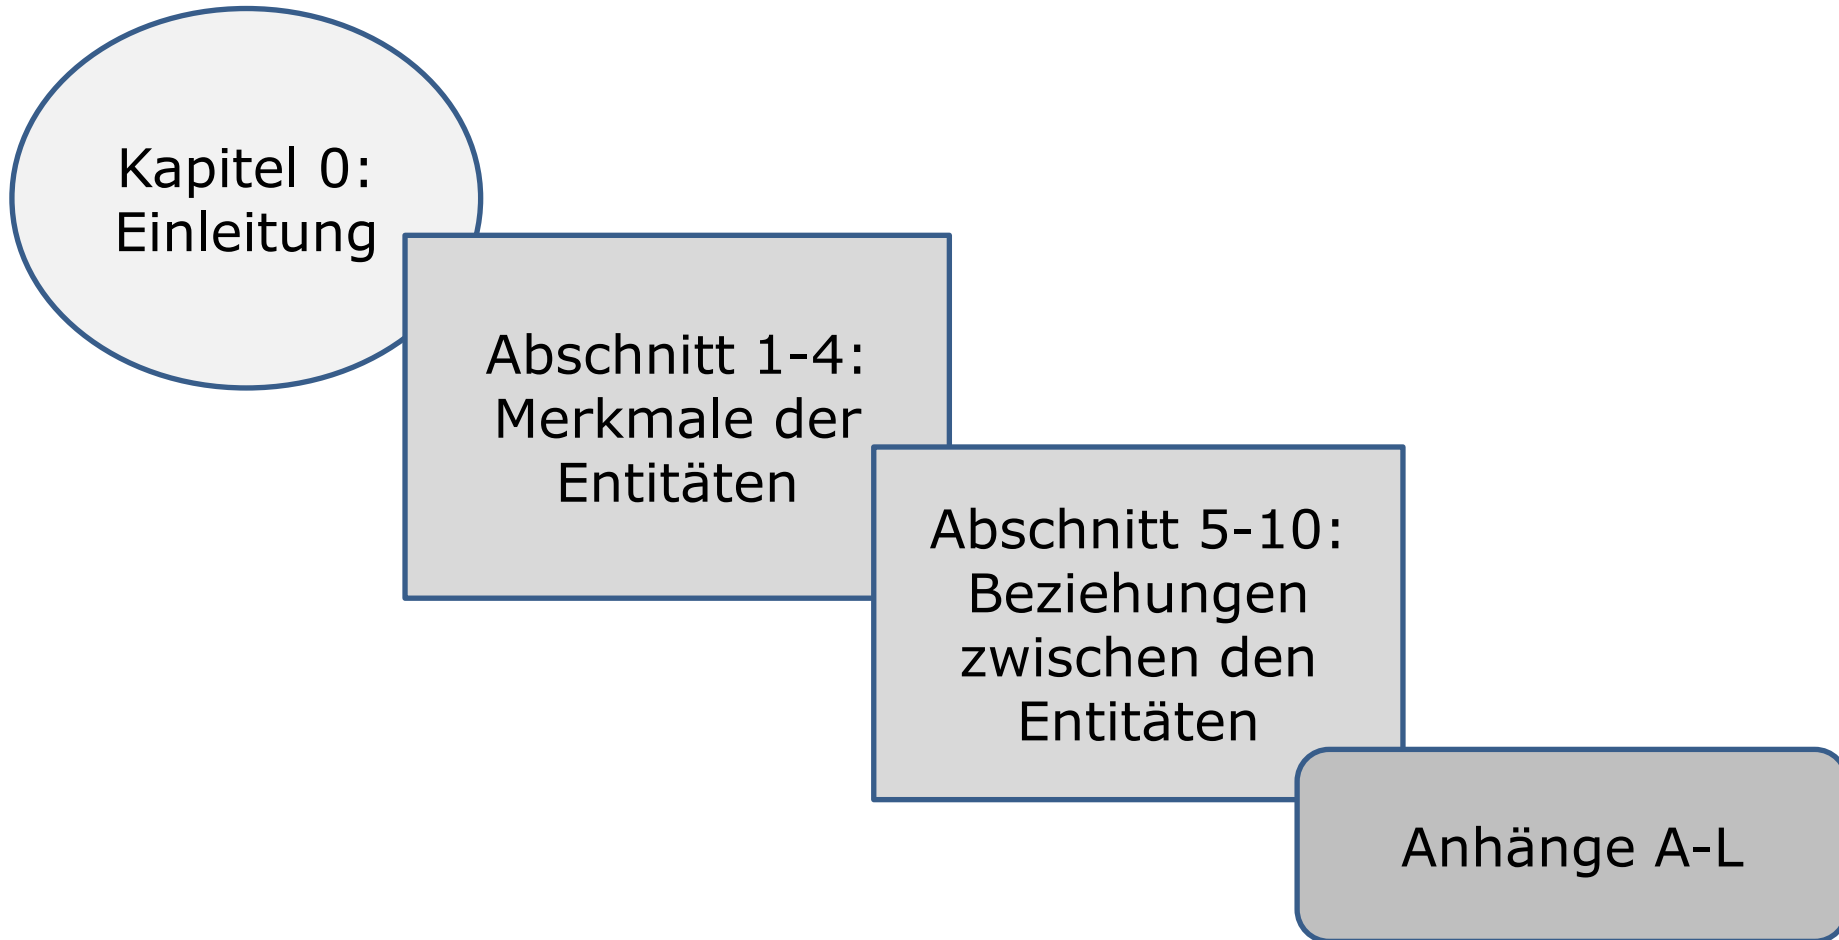 Kapitel 0:
Einleitung
Abschnitt 1-4:
Merkmale der
Entitäten
Abschnitt 5-10:
Beziehungen
zwischen den
Entitäten
Anhänge A-L